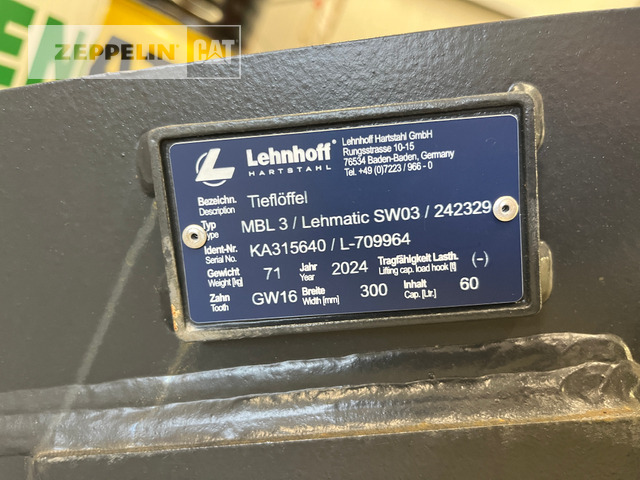 ZEPPELIN CAT
Lehnhoff
HARTSTAHL
Lehnhoff Hartstahl GmbH
Rungsstrasse 10-15
76534 Baden-Baden, Germany
Tel. +49 (0)7223 / 966 - 0
Bezeichn. Tieflöffel
Description
Typ MBL 3 / Lehmatic SW03 / 242329
Type
Ident-Nr. KA315640 / L-709964
Serial No.
Gewicht 71 Jahr 2024 Tragfähigkeit Lasth. (-)
Weight [kg] Year Lifting cap. load hook [t]
Zahn GW16 Breite 300 Inhalt 60
Tooth Width [mm] Cap. [Ltr.]